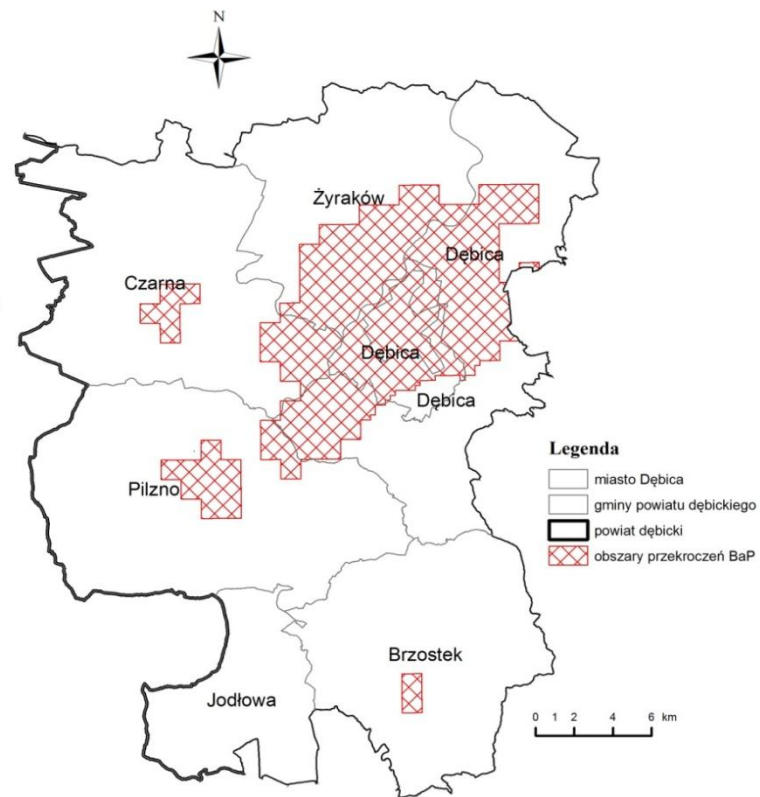 N
Żyraków
Dębica
Czarna
Dębica
Dębica
Pilzno
Brzostek
Jodłowa
Legenda
miasto Dębica
gminy powiatu dębickiego
powiat dębicki
obszary przekroczeń BaP
0 1 2 4 6 km